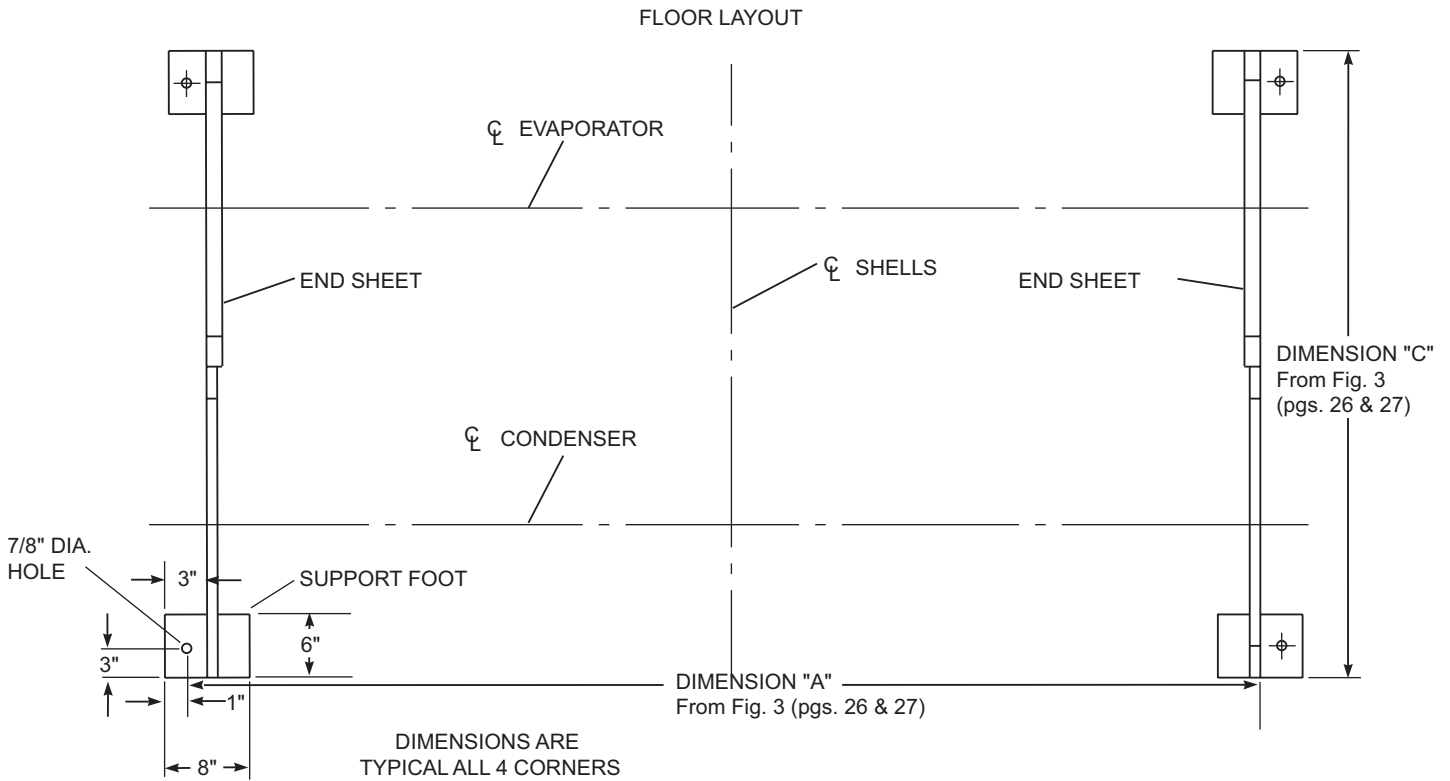 FLOOR LAYOUT
℄ EVAPORATOR
℄ SHELLS
END SHEET
END SHEET
DIMENSION "C"
From Fig. 3
(pgs. 26 & 27)
℄ CONDENSER
7/8" DIA.
HOLE
3"
SUPPORT FOOT
6"
3"
1"
DIMENSION "A"
From Fig. 3 (pgs. 26 & 27)
8"
DIMENSIONS ARE
TYPICAL ALL 4 CORNERS